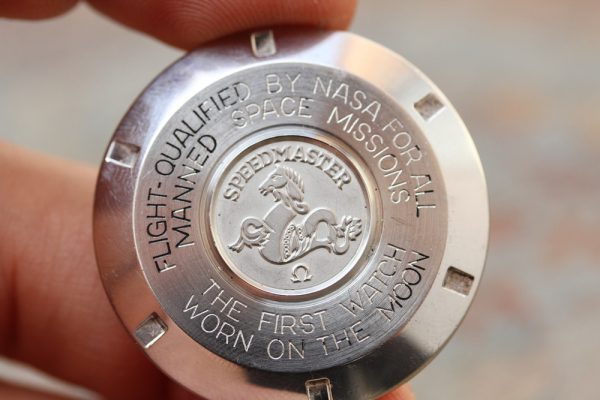 FLIGHT-QUALIFIED BY NASA FOR ALL
MANNED SPACE MISSIONS
SPEEDMASTER
Ω
THE FIRST WATCH
WORN ON THE MOON